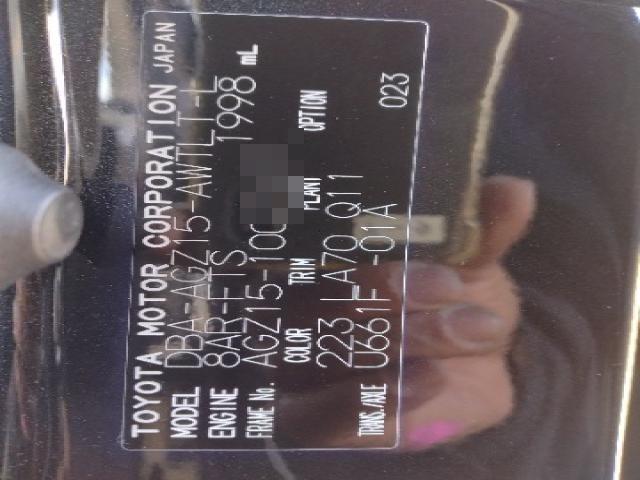 TOYOTA MOTOR CORPORATION JAPAN
MODEL DBA-AGZ15-AWTLT-L
ENGINE 8AR-FTS 1998 mL
FRAME No. AGZ15-100
COLOR TRIM PLANT OPTION
223 LA70 Q11
TRANS./AXLE U661F -01A 023